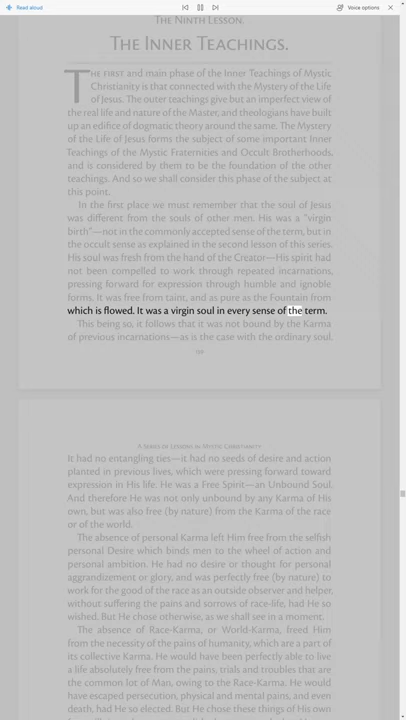 Read aloud
Voice options
The Ninth Lesson.
The Inner Teachings.
The first and main phase of the Inner Teachings of Mystic
Christianity is that connected with the Mystery of the Life
of Jesus. The outer teachings give but an imperfect view of
the real life and nature of the Master, and theologians have built
up an edifice of dogmatic theory around the same. The Mystery
of the Life of Jesus forms the subject of some important Inner
Teachings of the Mystic Fraternities and Occult Brotherhoods,
and is considered by them to be the foundation of the other
teachings. And so we shall consider this phase of the subject at
this point.
In the first place we must remember that the soul of Jesus
was different from the souls of other men. His was a “virgin
birth”—not in the commonly accepted sense of the term, but in
the occult sense as explained in the second lesson of this series.
His soul was fresh from the hand of the Creator—His spirit had
not been compelled to work through repeated incarnations,
pressing forward for expression through humble and ignoble
forms. It was free from taint, and as pure as the Fountain from
which is flowed. It was a virgin soul in every sense of the term.
This being so, it follows that it was not bound by the Karma
of previous incarnations—as is the case with the ordinary soul.
A Series of Lessons in Mystic Christianity
It had no entangling ties—it had no seeds of desire and action
planted in previous lives, which were pressing forward toward
expression in His life. He was a Free Spirit—an Unbound Soul.
And therefore He was not only unbound by any Karma of His
own, but was also free (by nature) from the Karma of the race
or of the world.
The absence of personal Karma left Him free from the selfish
personal Desire which binds men to the wheel of action and
personal ambition. He had no desire or thought for personal
aggrandizement or glory, and was perfectly free (by nature) to
work for the good of the race as an outside observer and helper,
without suffering the pains and sorrows of race-life, had He so
wished. But He chose otherwise, as we shall see in a moment.
The absence of Race-Karma, or World-Karma, freed Him
from the necessity of the pains of humanity, which are a part of
its collective Karma. He would have been perfectly able to live
a life absolutely free from the pains, trials and troubles that are
the common lot of Man, owing to the Race-Karma. He would
have escaped persecution, physical and mental pains, and even
death, had He so elected. But He chose these things of His own